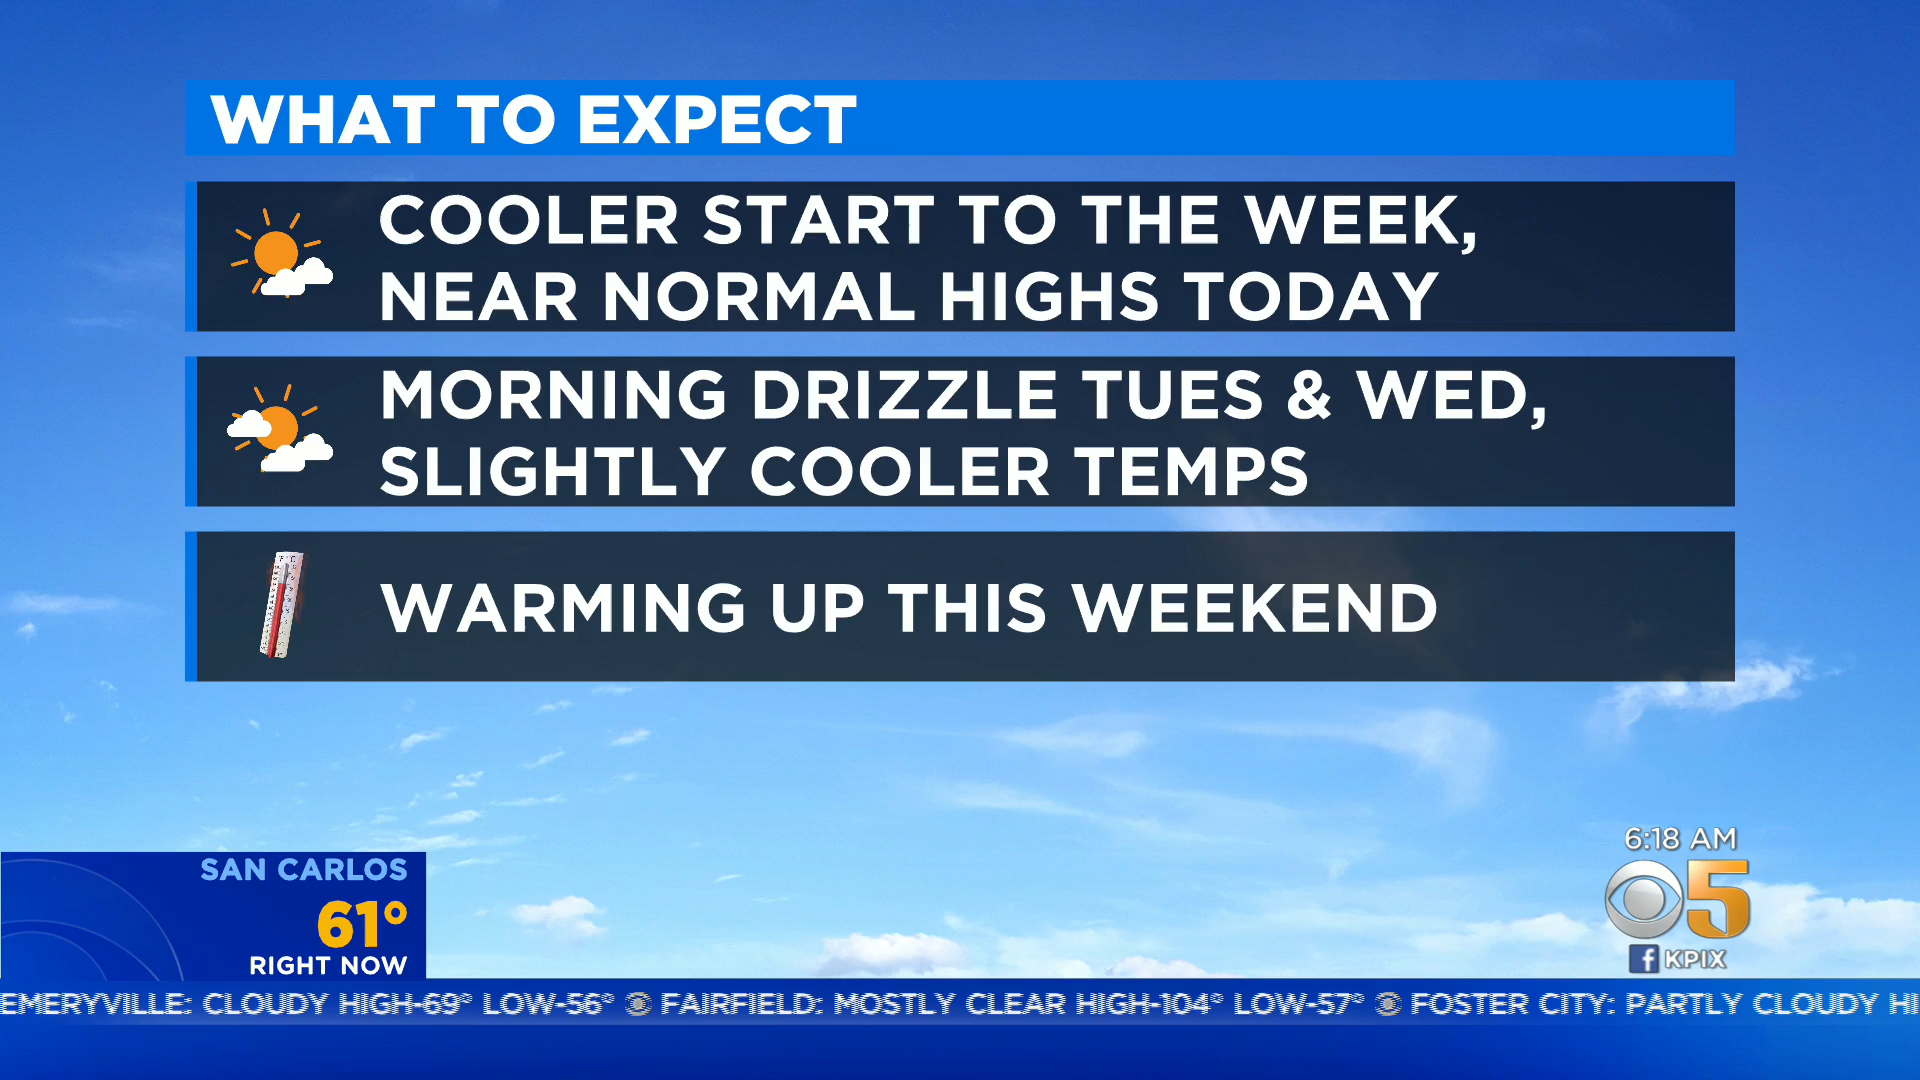 WHAT TO EXPECT
COOLER START TO THE WEEK,
NEAR NORMAL HIGHS TODAY
MORNING DRIZZLE TUES & WED,
SLIGHTLY COOLER TEMPS
WARMING UP THIS WEEKEND
SAN CARLOS
61°
RIGHT NOW
6:18 AM
5
f KPIX
EMERYVILLE: CLOUDY HIGH-69° LOW-56° FAIRFIELD: MOSTLY CLEAR HIGH-104° LOW-57° FOSTER CITY: PARTLY CLOUDY HI